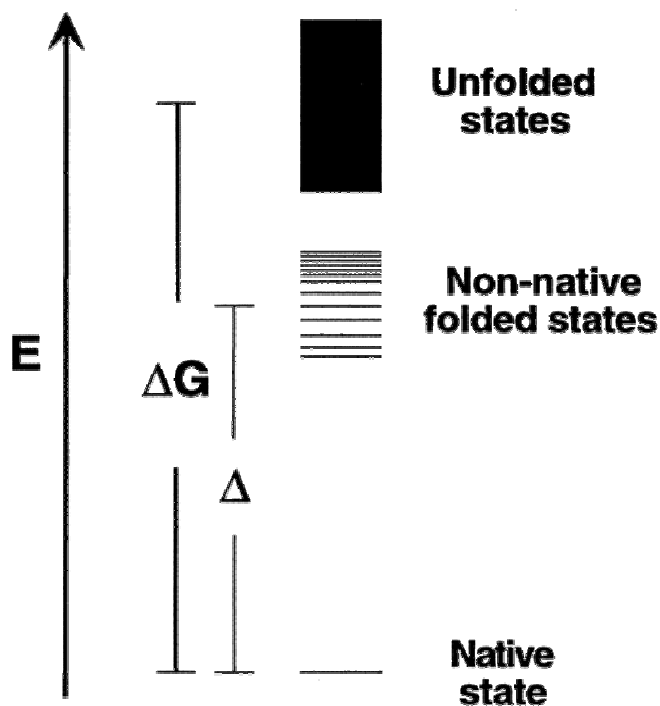 Unfolded
states
Non-native
folded states
E
ΔG
Δ
Native
state